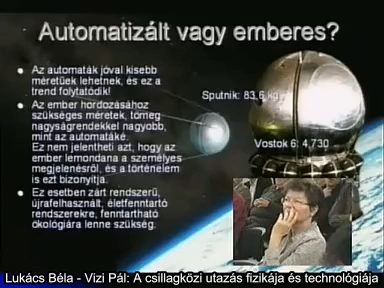 Automatizált vagy emberes?
Az automaták jóval kisebb
méretűek lehetnek, és ez a
trend folytatódik!
Az ember hordozásához
szükséges méretek, tömeg
nagyságrendekkel nagyobb,
mint az automatáké.
Ez nem jelentheti azt, hogy az
ember lemondana a személyes
megjelenésről, és a történelem
is ezt bizonyítja.
Ez esetben zárt rendszerű,
újrafelhasznált, életfenntartó
rendszerekre, fenntartható
ökológiára lenne szükség.
Sputnik: 83,6 kg
Vostok 6: 4,730
Lukács Béla - Vizi Pál: A csillagközi utazás fizikája és technológiája